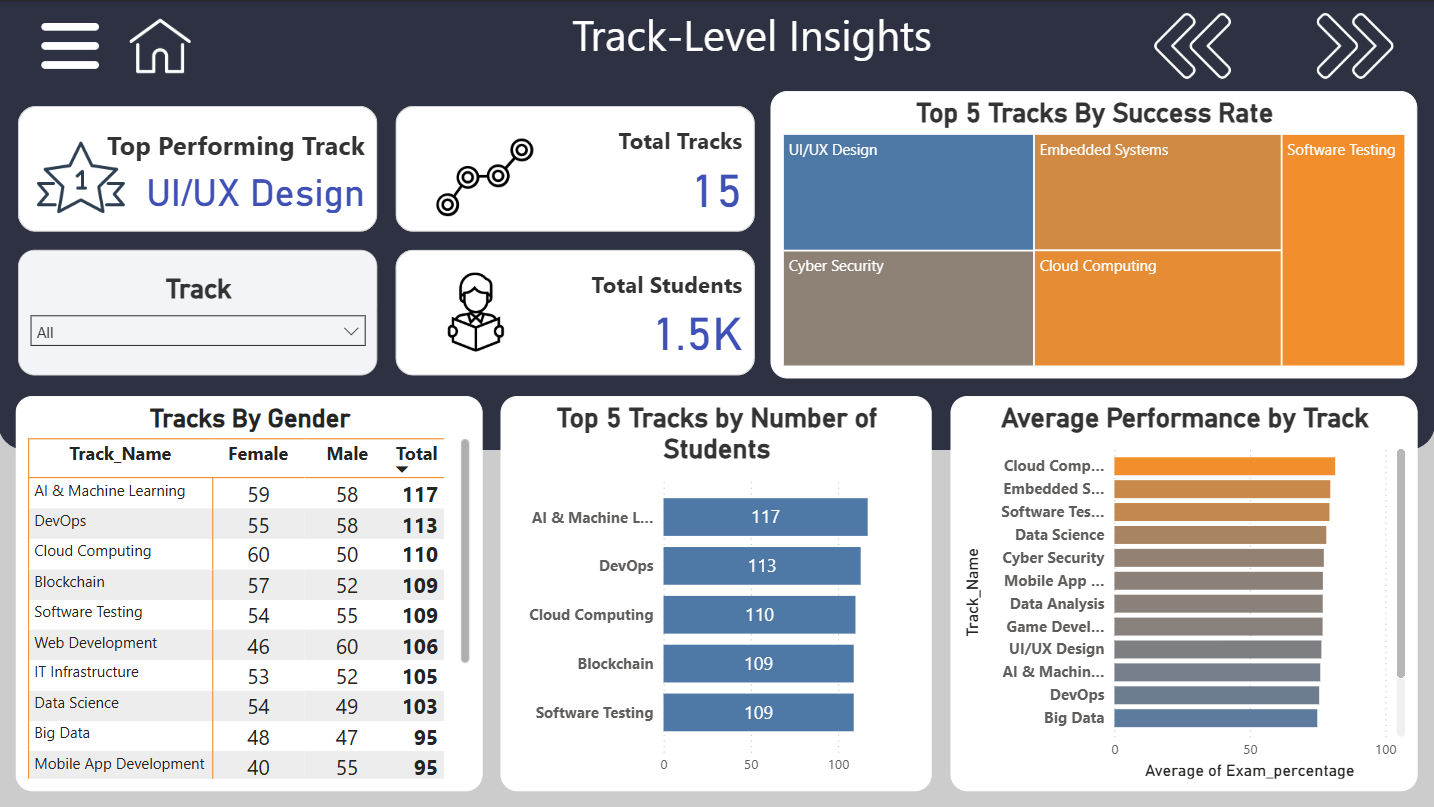 Track-Level Insights
Top Performing Track
1
UI/UX Design
Total Tracks
15
Track
All
Total Students
1.5K
Top 5 Tracks By Success Rate
UI/UX Design
Embedded Systems
Software Testing
Cyber Security
Cloud Computing
Tracks By Gender
Track_Name Female Male Total
AI & Machine Learning 59 58 117
DevOps 55 58 113
Cloud Computing 60 50 110
Blockchain 57 52 109
Software Testing 54 55 109
Web Development 46 60 106
IT Infrastructure 53 52 105
Data Science 54 49 103
Big Data 48 47 95
Mobile App Development 40 55 95
Top 5 Tracks by Number of
Students
AI & Machine L... 117
DevOps 113
Cloud Computing 110
Blockchain 109
Software Testing 109
0 50 100
Average Performance by Track
Track_Name
Cloud Comp...
Embedded S...
Software Tes...
Data Science
Cyber Security
Mobile App ...
Data Analysis
Game Devel...
UI/UX Design
AI & Machin...
DevOps
Big Data
0 50 100
Average of Exam_percentage